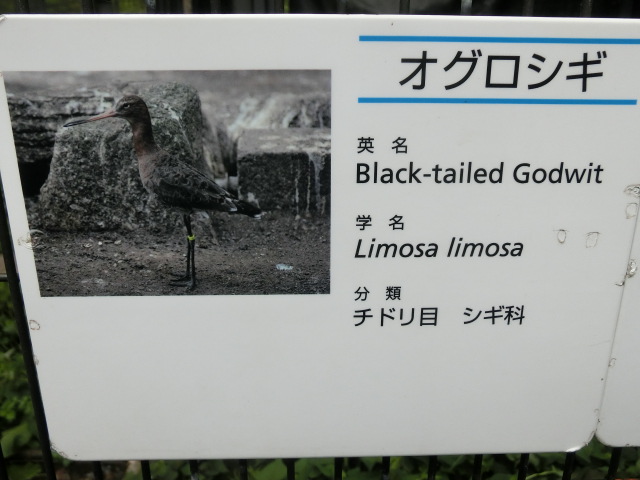 オグロシギ
英名
Black-tailed Godwit
学名
Limosa limosa
分類
チドリ目 シギ科